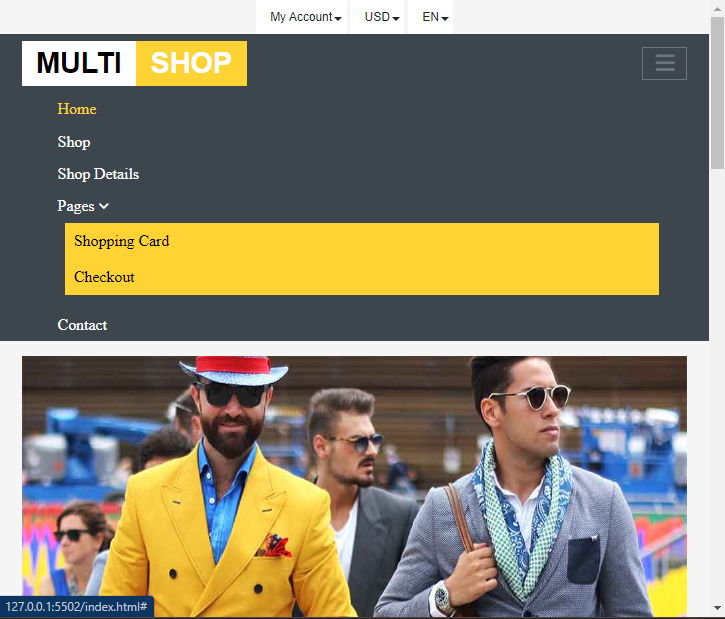 My Account USD EN
MULTI SHOP
Home
Shop
Shop Details
Pages
Shopping Card
Checkout
Contact
127.0.0.1:5502/index.html#